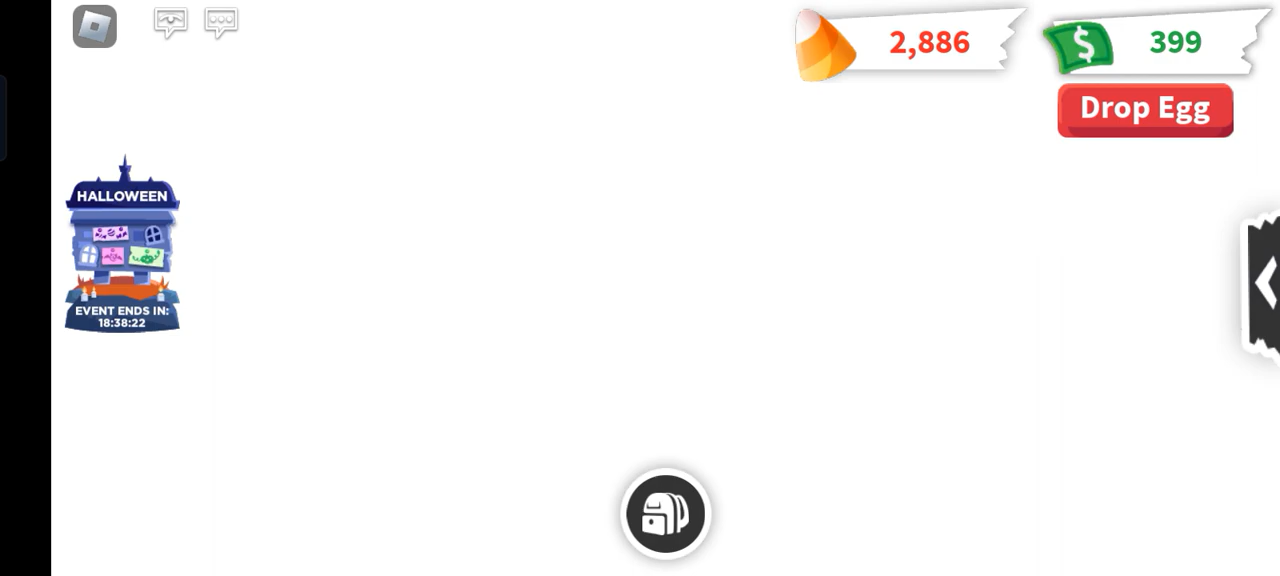 2,886
399
Drop Egg
HALLOWEEN
EVENT ENDS IN:
18:38:22